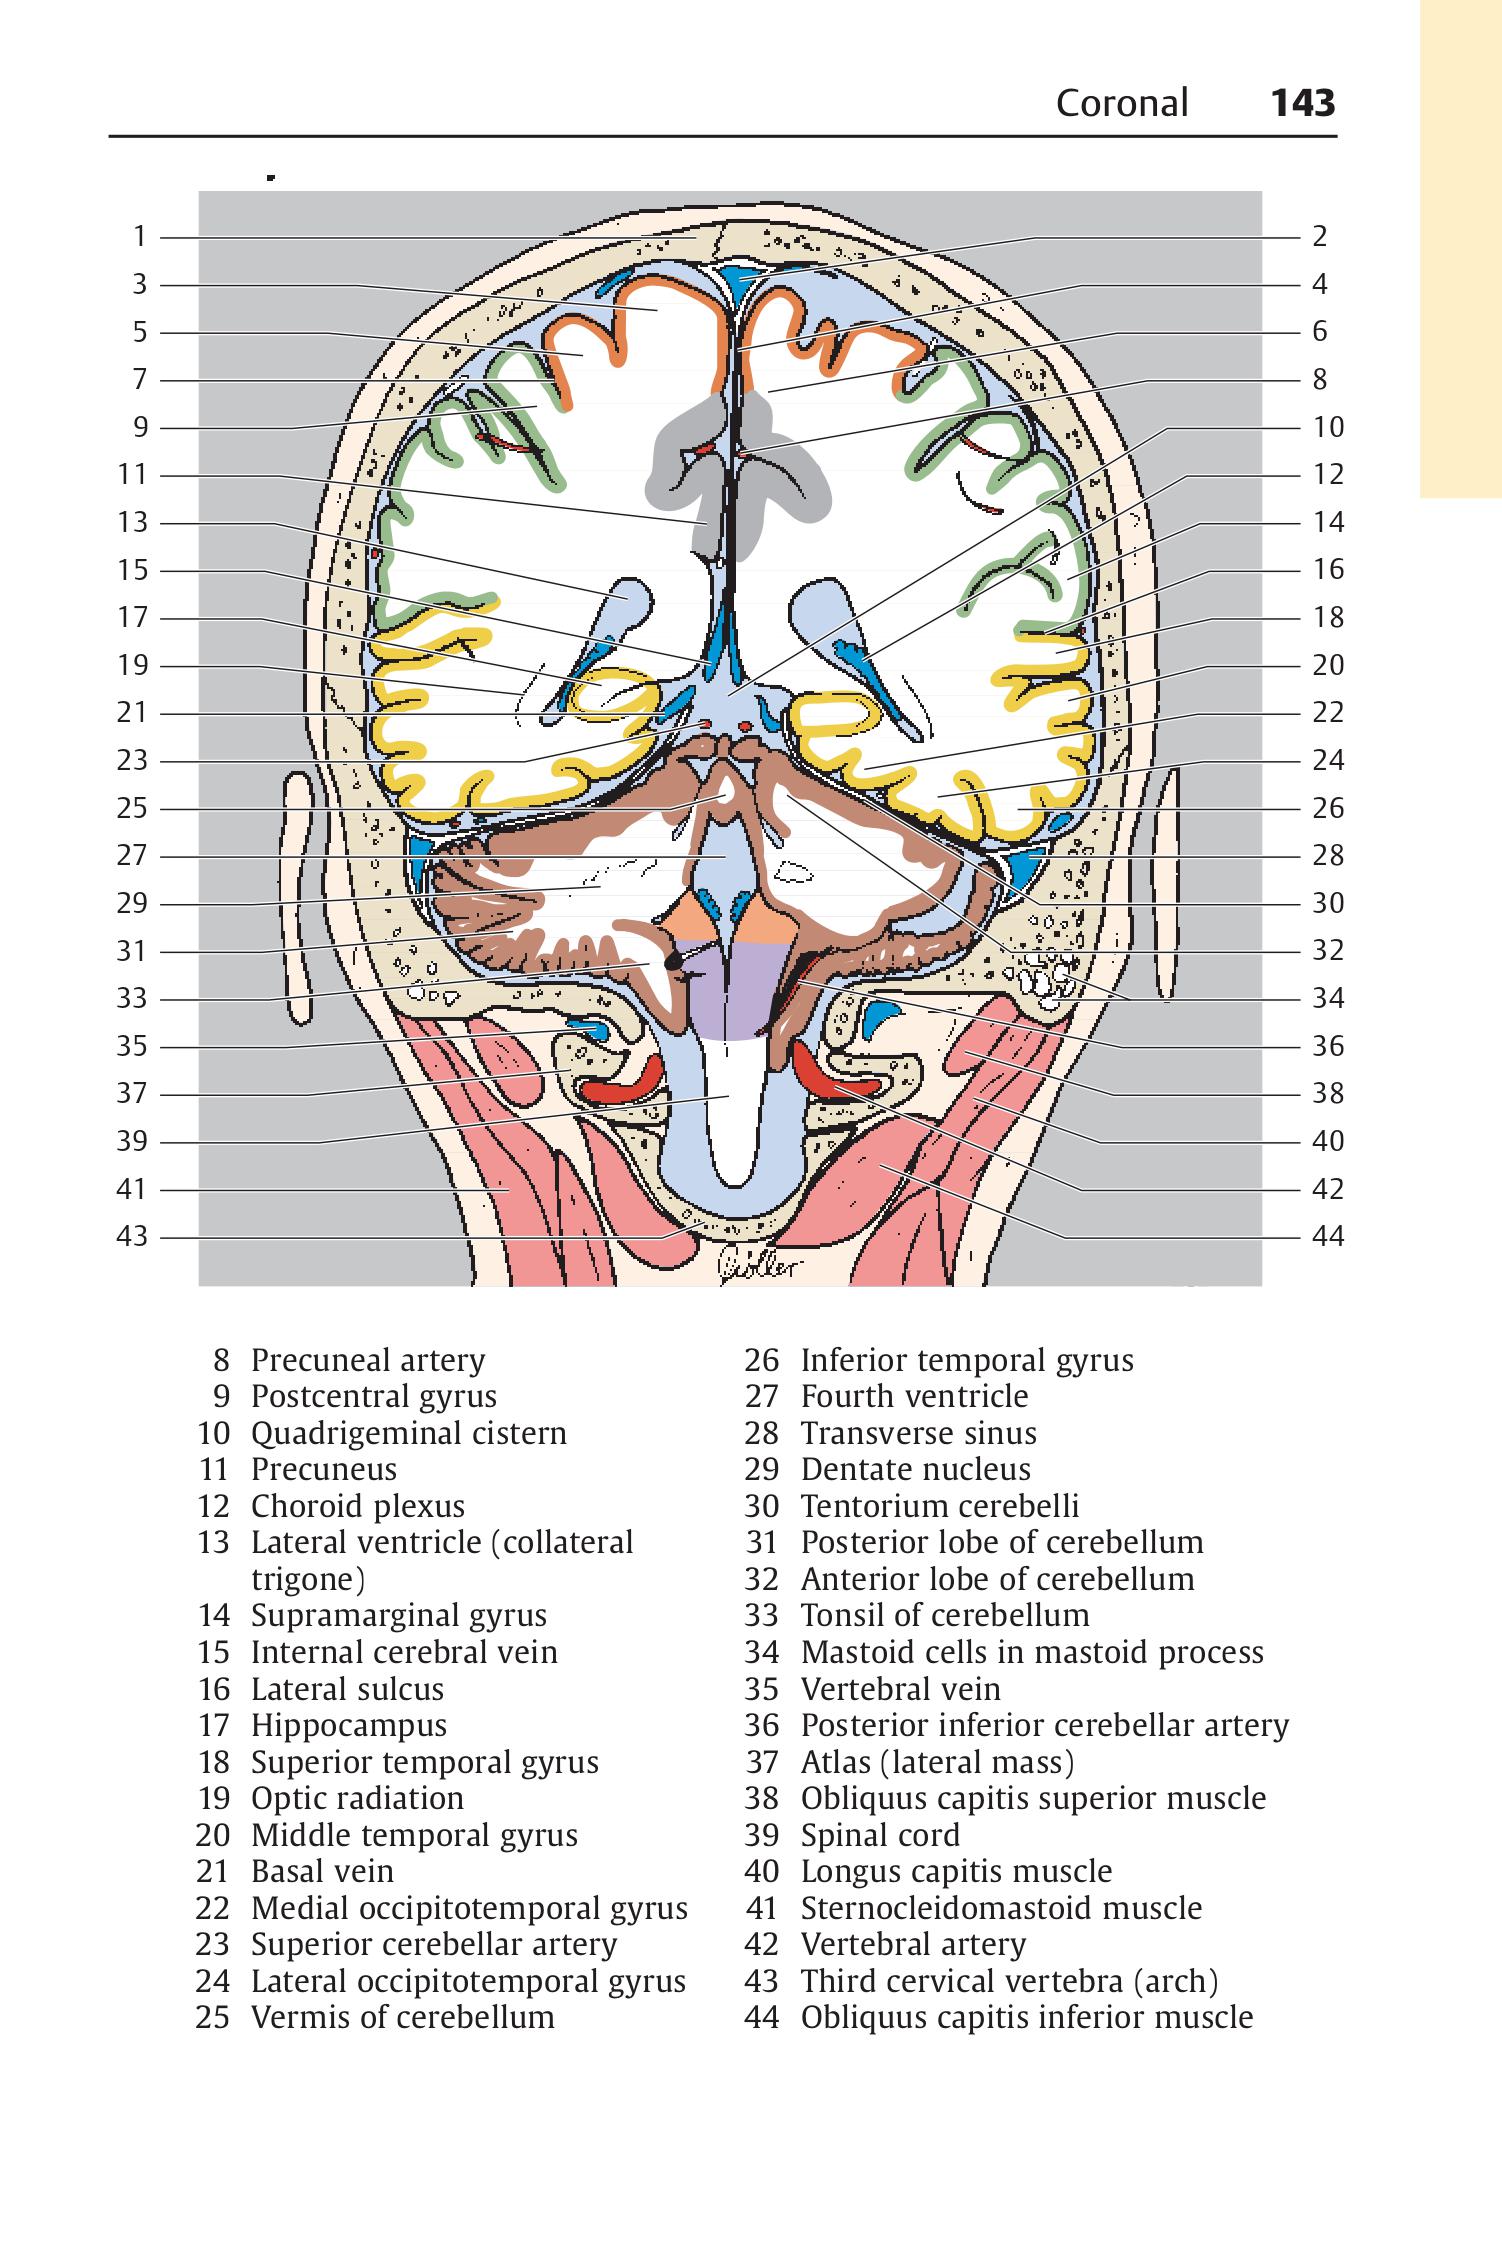 Coronal 143
1 2
3 4
5 6
7 8
9 10
11 12
13 14
15 16
17 18
19 20
21 22
23 24
25 26
27 28
29 30
31 32
33 34
35 36
37 38
39 40
41 42
43 44
8 Precuneal artery
9 Postcentral gyrus
10 Quadrigeminal cistern
11 Precuneus
12 Choroid plexus
13 Lateral ventricle (collateral
trigone)
14 Supramarginal gyrus
15 Internal cerebral vein
16 Lateral sulcus
17 Hippocampus
18 Superior temporal gyrus
19 Optic radiation
20 Middle temporal gyrus
21 Basal vein
22 Medial occipitotemporal gyrus
23 Superior cerebellar artery
24 Lateral occipitotemporal gyrus
25 Vermis of cerebellum
26 Inferior temporal gyrus
27 Fourth ventricle
28 Transverse sinus
29 Dentate nucleus
30 Tentorium cerebelli
31 Posterior lobe of cerebellum
32 Anterior lobe of cerebellum
33 Tonsil of cerebellum
34 Mastoid cells in mastoid process
35 Vertebral vein
36 Posterior inferior cerebellar artery
37 Atlas (lateral mass)
38 Obliquus capitis superior muscle
39 Spinal cord
40 Longus capitis muscle
41 Sternocleidomastoid muscle
42 Vertebral artery
43 Third cervical vertebra (arch)
44 Obliquus capitis inferior muscle